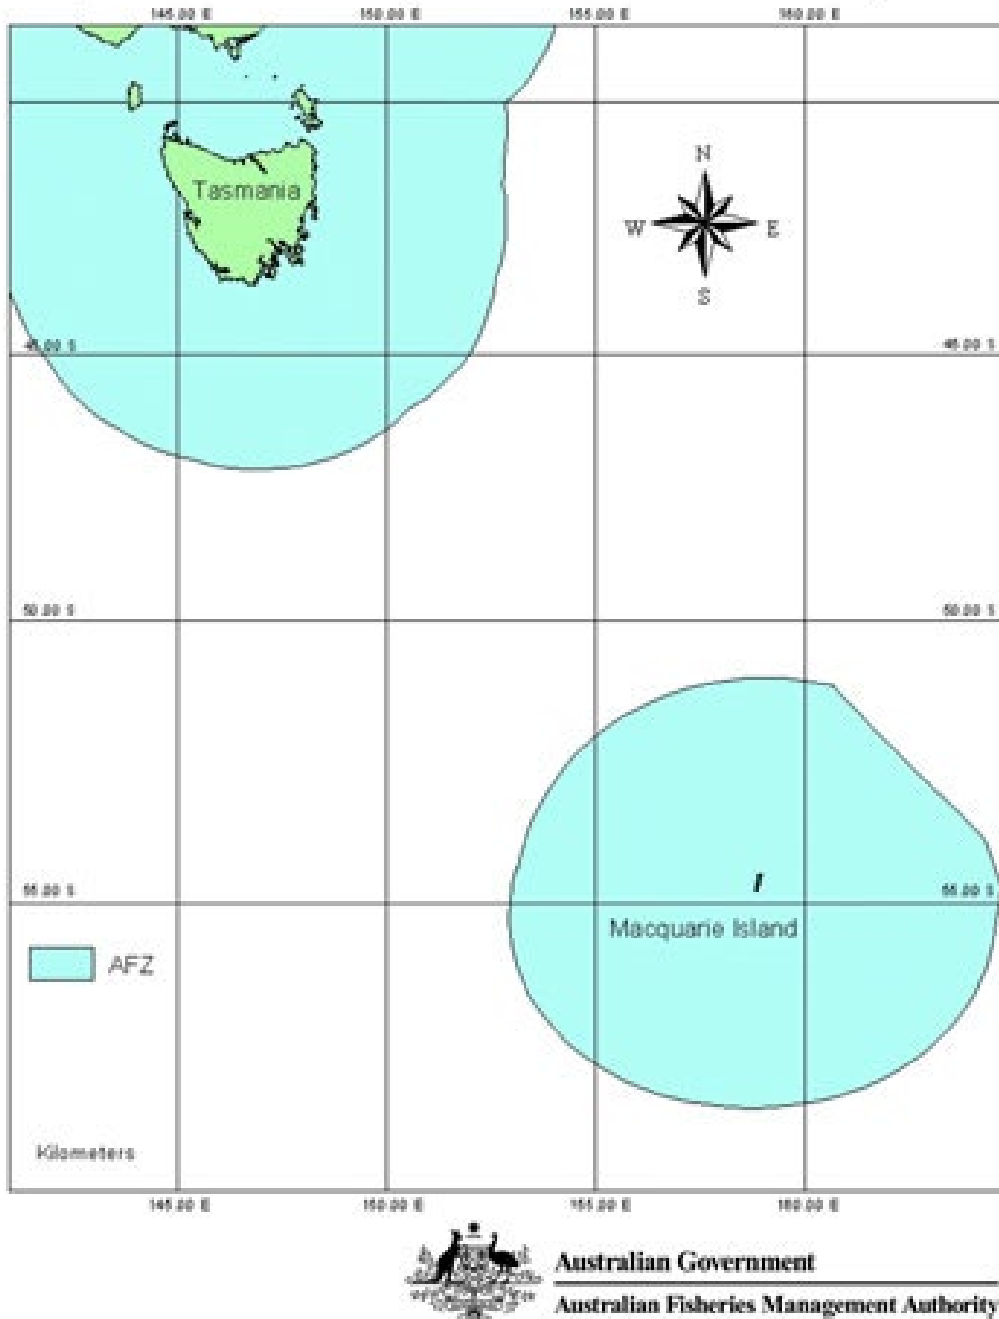 145.00 E 150.00 E 155.00 E 160.00 E
Tasmania
N
W E
S
45.00 S 45.00 S
50.00 S 50.00 S
55.00 S 55.00 S
Macquarie Island
AFZ
Kilometers
145.00 E 150.00 E 155.00 E 160.00 E
Australian Government
Australian Fisheries Management Authority